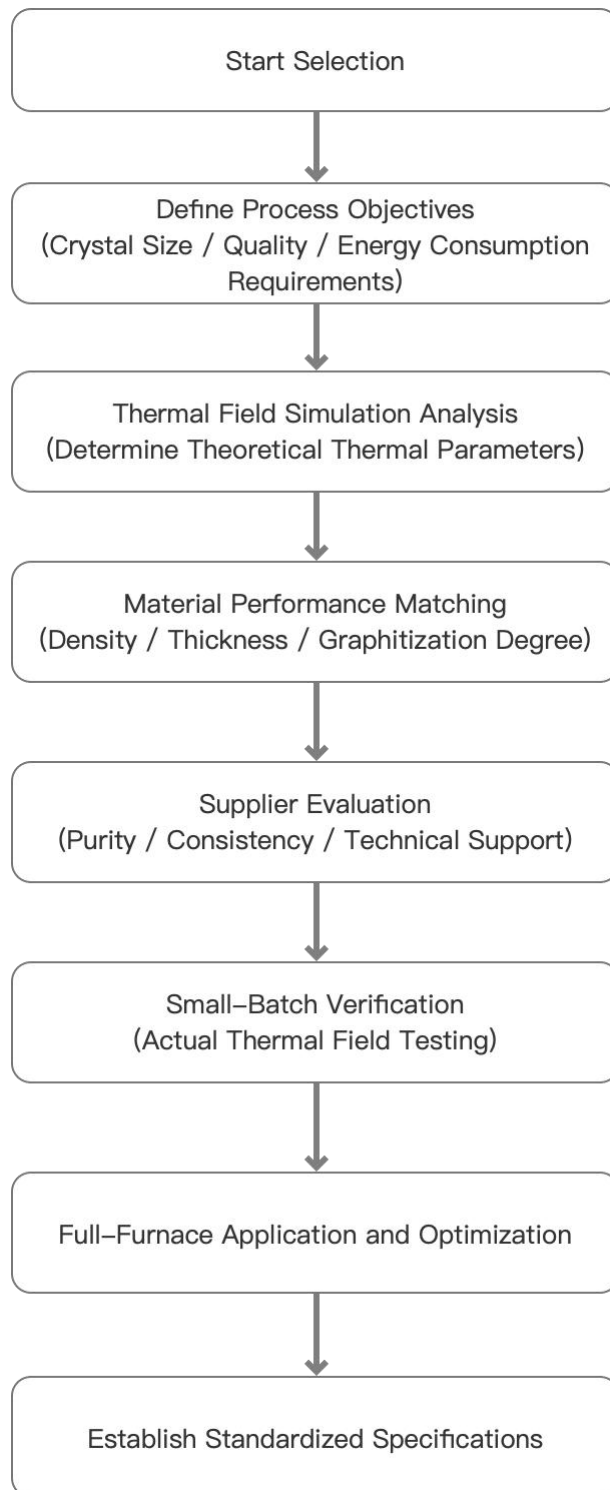 Start Selection
Define Process Objectives
(Crystal Size / Quality / Energy Consumption
Requirements)
Thermal Field Simulation Analysis
(Determine Theoretical Thermal Parameters)
Material Performance Matching
(Density / Thickness / Graphitization Degree)
Supplier Evaluation
(Purity / Consistency / Technical Support)
Small–Batch Verification
(Actual Thermal Field Testing)
Full–Furnace Application and Optimization
Establish Standardized Specifications